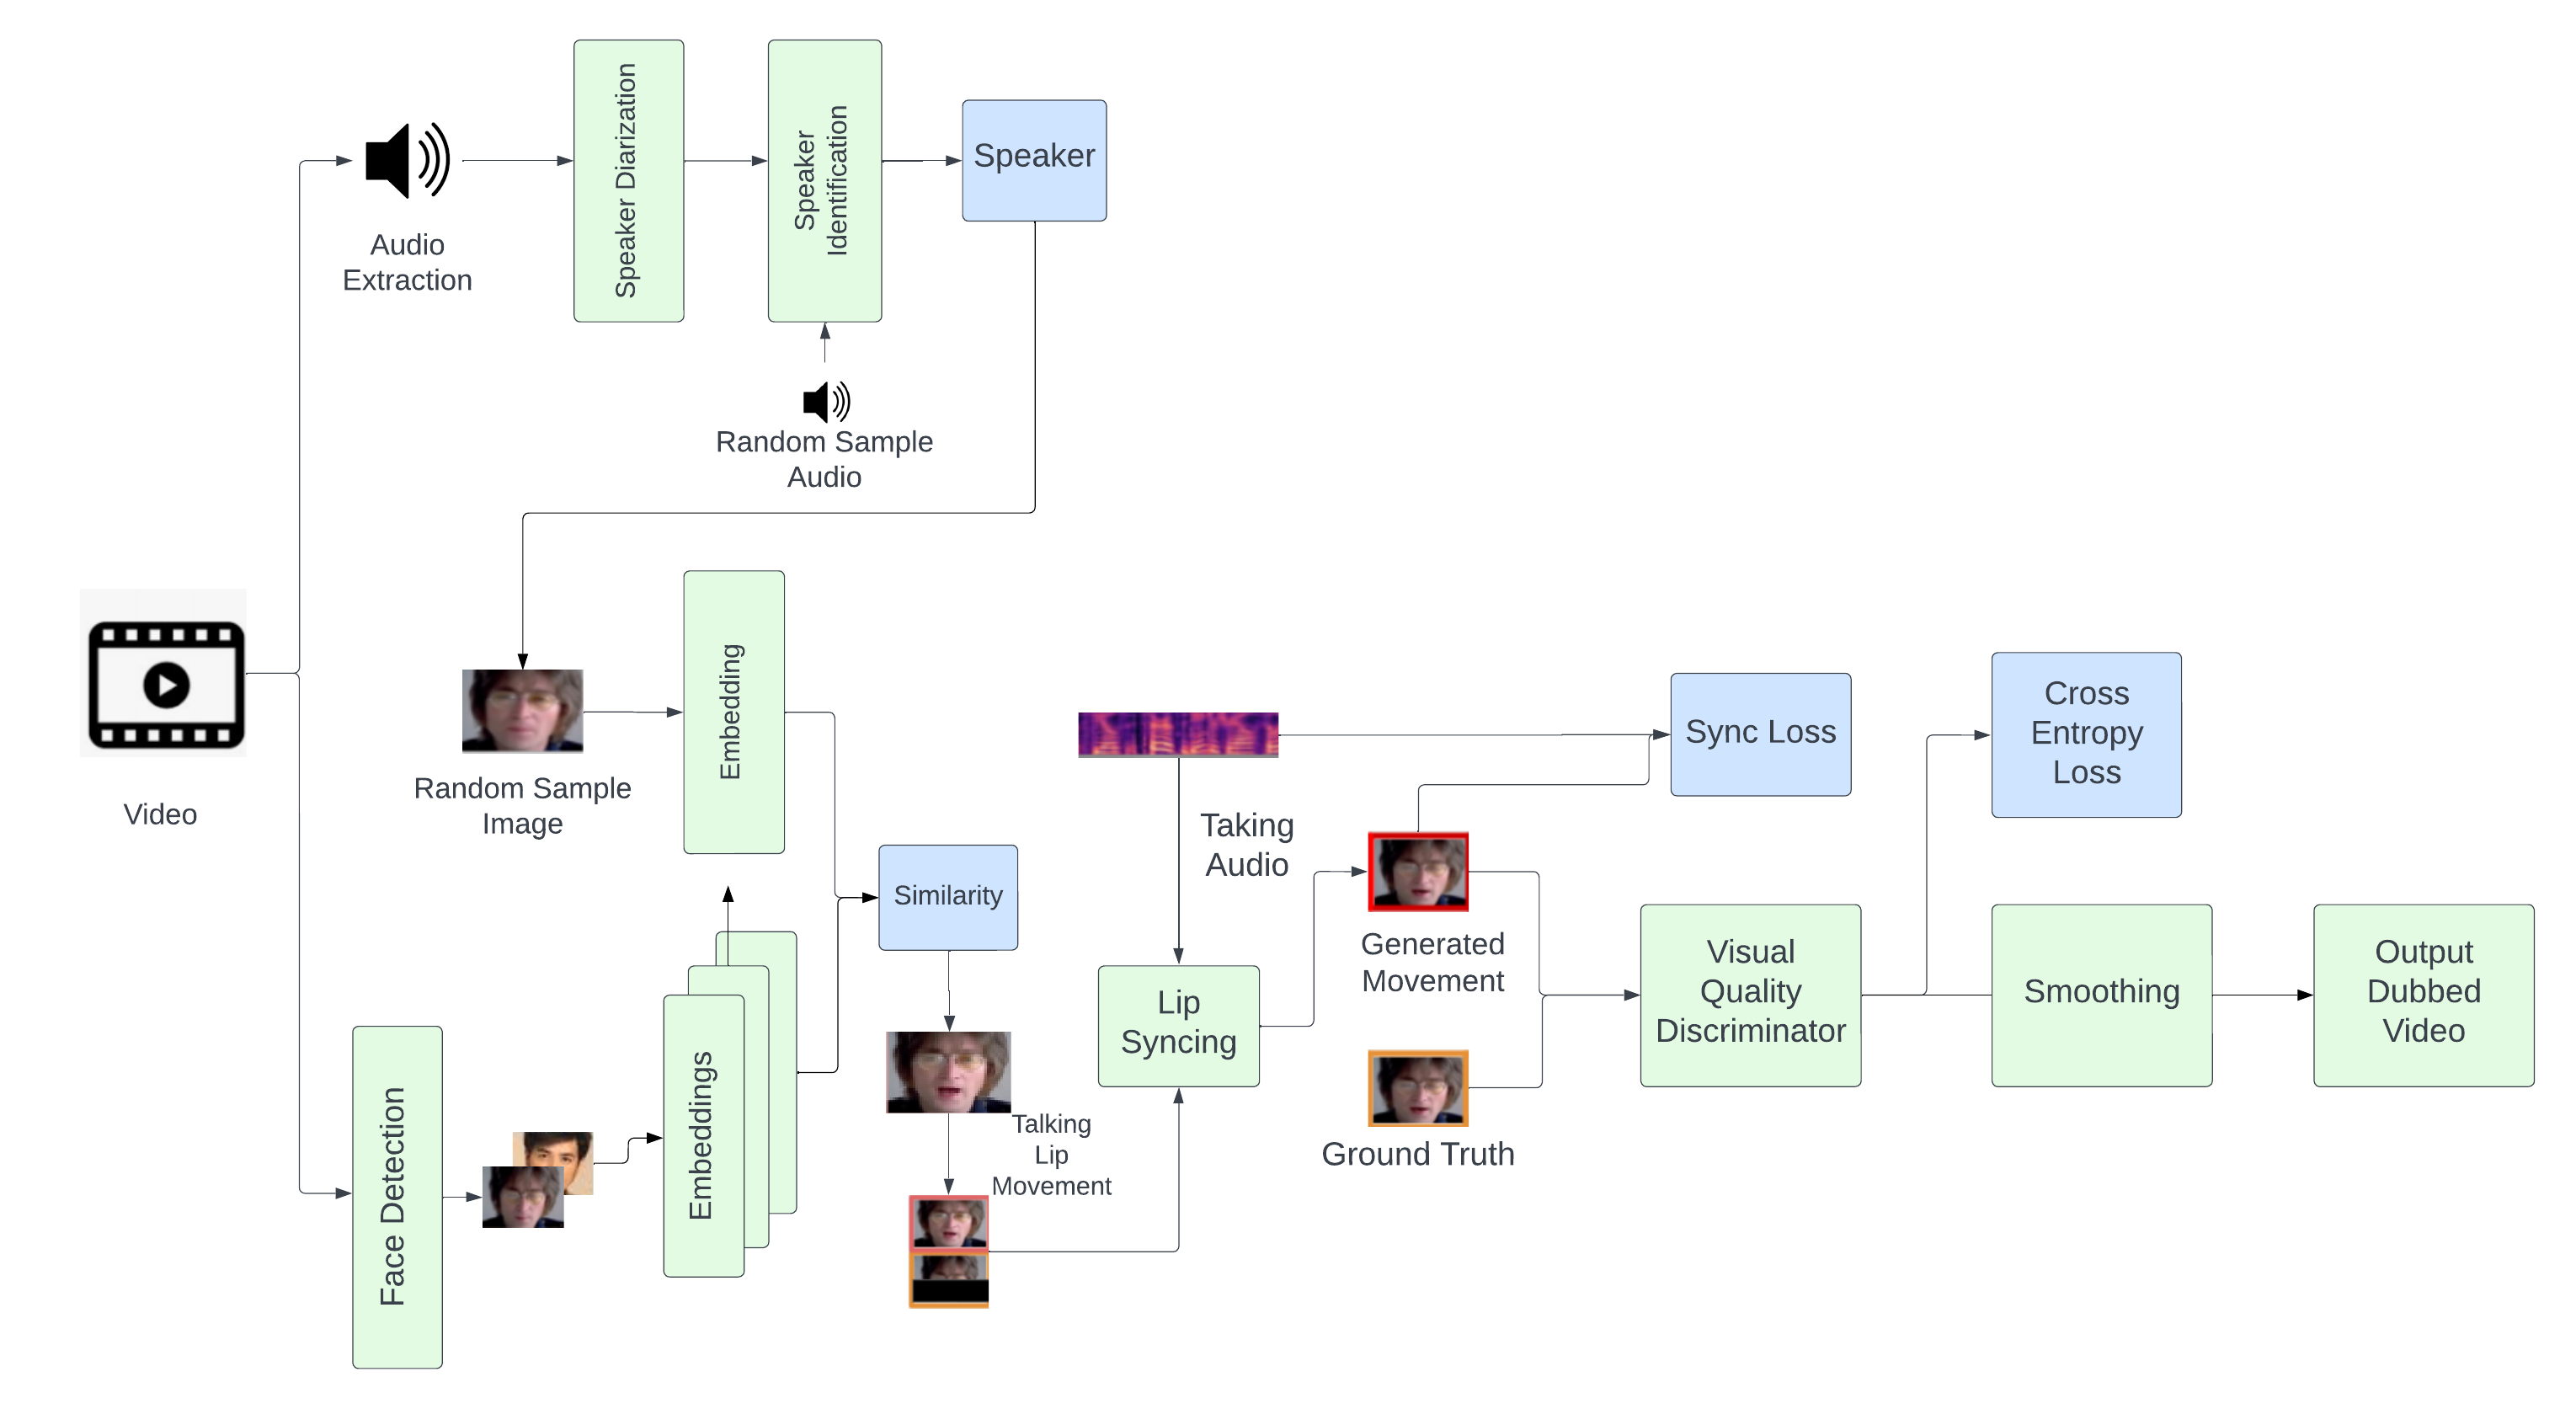 Speaker Diarization
Speaker
Identification
Speaker
Audio
Extraction
Random Sample
Audio
Embedding
Random Sample
Image
Video
Similarity
Embeddings
Face Detection
Talking
Lip
Movement
Taking
Audio
Lip
Syncing
Generated
Movement
Ground Truth
Sync Loss
Cross
Entropy
Loss
Visual
Quality
Discriminator
Smoothing
Output
Dubbed
Video